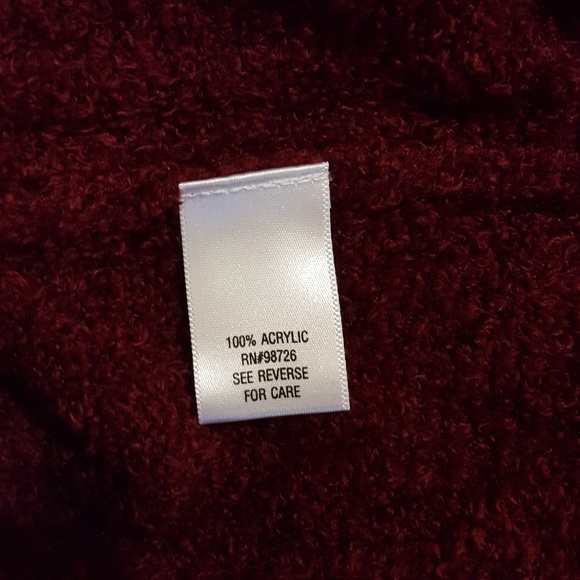 100% ACRYLIC
RN#98726
SEE REVERSE
FOR CARE